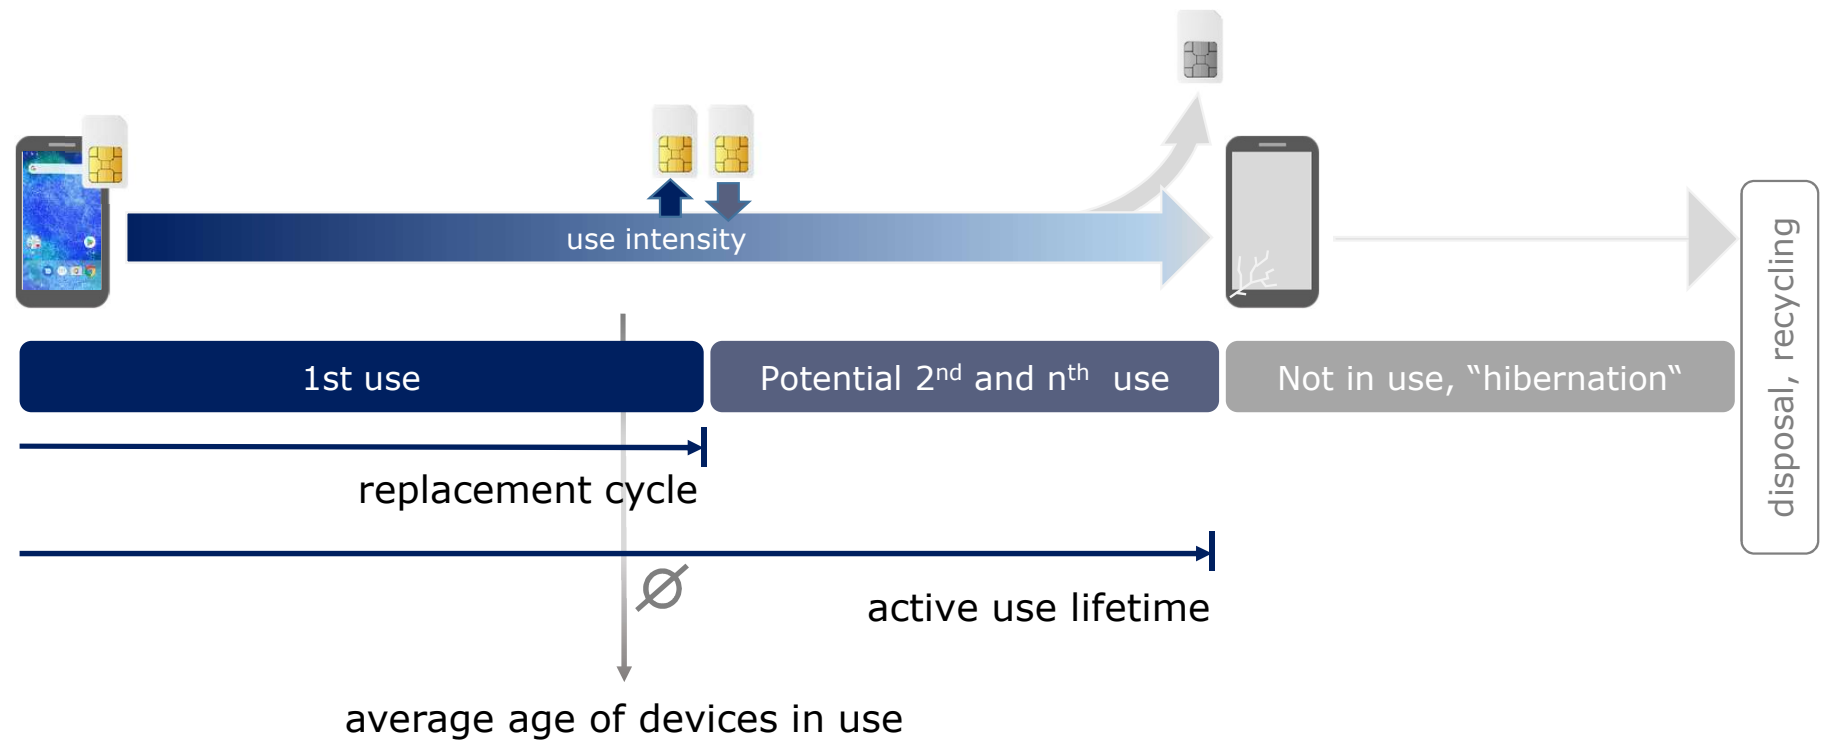 use intensity
1st use
Potential 2nd and nth use
Not in use, “hibernation“
disposal, recycling
replacement cycle
Ø
active use lifetime
average age of devices in use